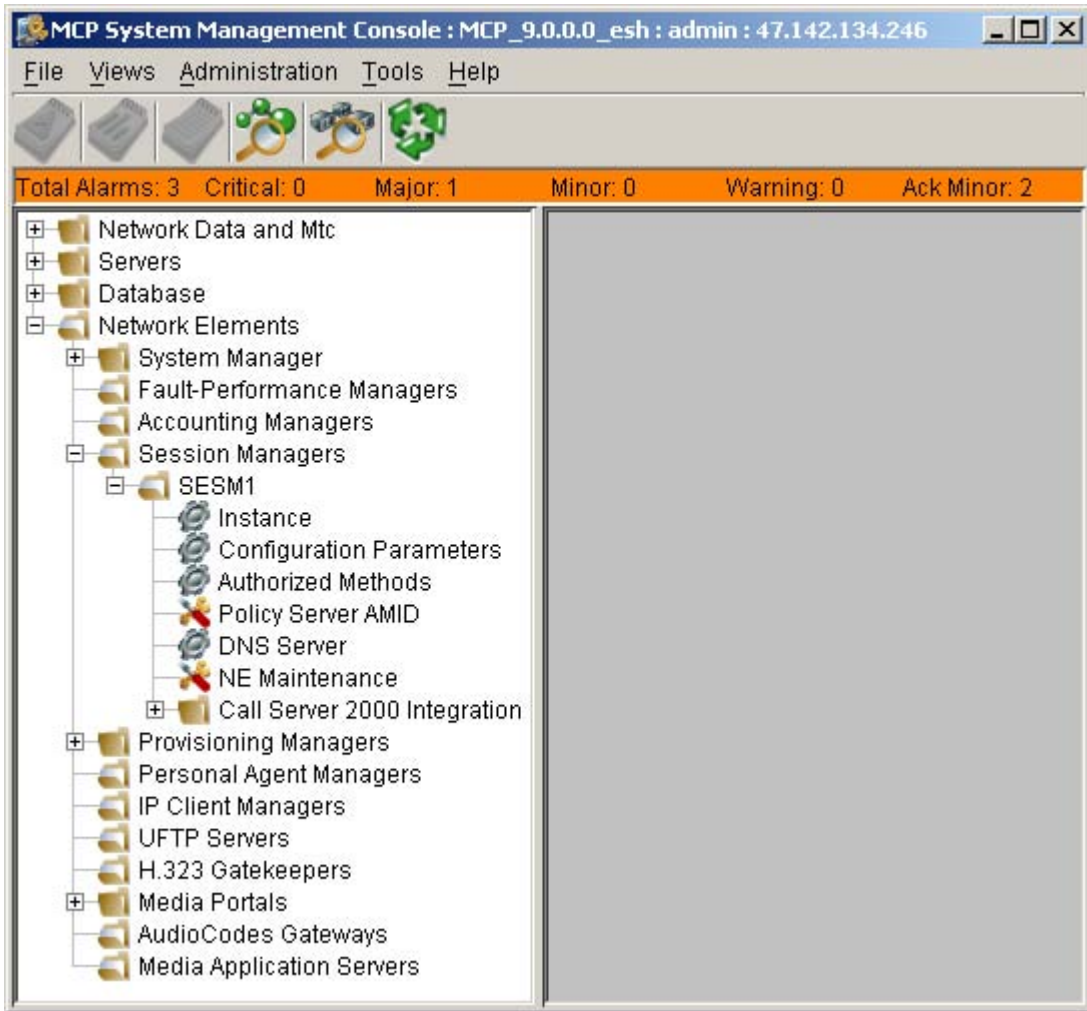 MCP System Management Console : MCP_9.0.0.0_esh : admin : 47.142.134.246
File Views Administration Tools Help
Total Alarms: 3 Critical: 0 Major: 1 Minor: 0 Warning: 0 Ack Minor: 2
Network Data and Mtc
Servers
Database
Network Elements
System Manager
Fault-Performance Managers
Accounting Managers
Session Managers
SESM1
Instance
Configuration Parameters
Authorized Methods
Policy Server AMID
DNS Server
NE Maintenance
Call Server 2000 Integration
Provisioning Managers
Personal Agent Managers
IP Client Managers
UFTP Servers
H.323 Gatekeepers
Media Portals
AudioCodes Gateways
Media Application Servers